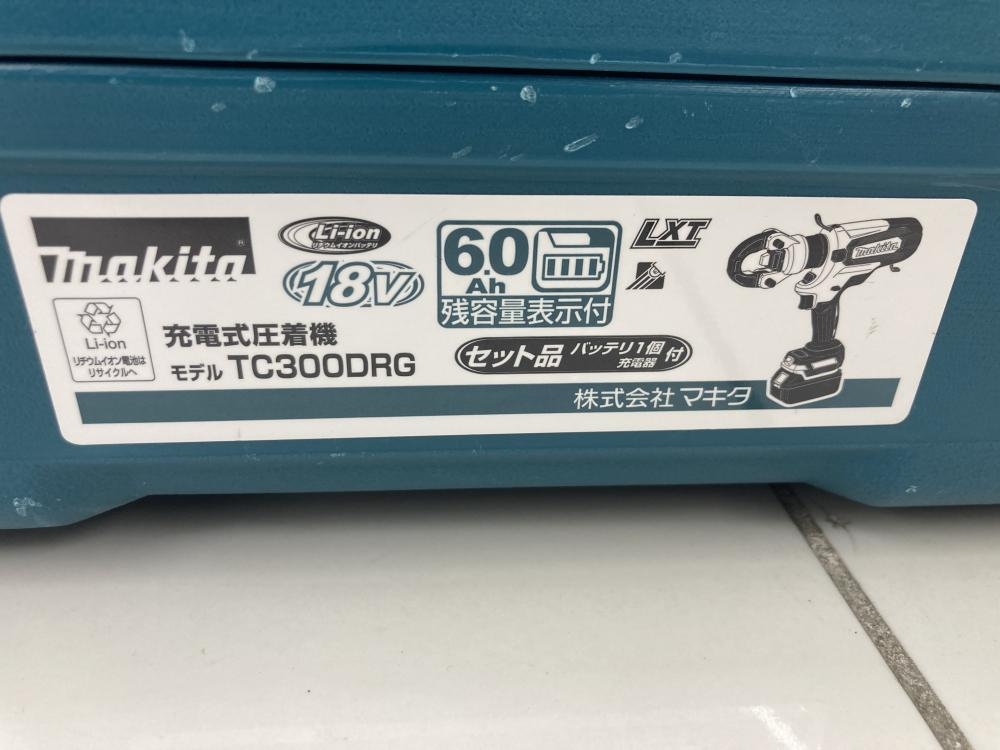 makita
Li-ion
リチウムイオンバッテリ
18V
6.0
Ah
残容量表示付
LXT
Li-ion
リチウムイオン電池は
リサイクルへ
充電式圧着機
モデル TC300DRG
セット品 バッテリ1個 充電器 付
株式会社 マキタ
makita